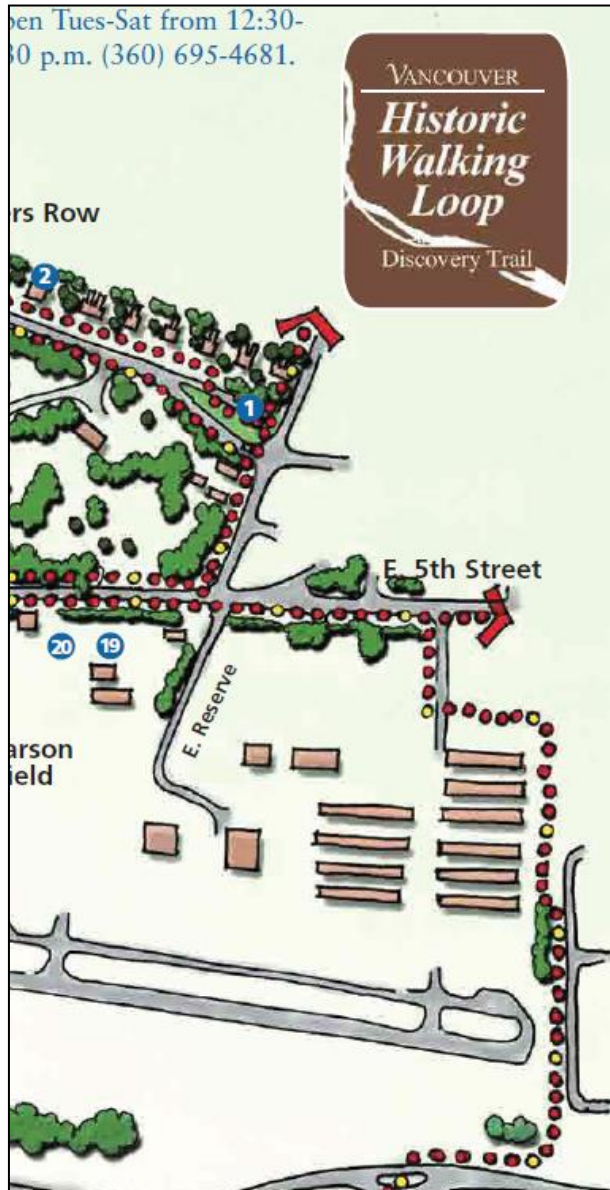 pen Tues-Sat from 12:30-
30 p.m. (360) 695-4681.
VANCOUVER
Historic
Walking
Loop
Discovery Trail
ers Row
2
1
E. 5th Street
20 19
E. Reserve
arson
ield